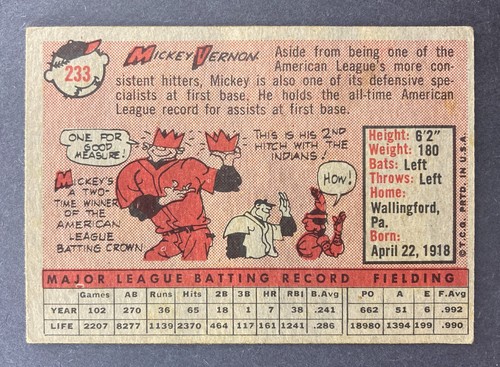 233
MICKEY VERNON Aside from being one of the
American League's more con-
sistent hitters, Mickey is also one of its defensive spe-
cialists at first base. He holds the all-time American
League record for assists at first base.
ONE FOR
GOOD
MEASURE!
THIS IS HIS 2ND
HITCH WITH THE
INDIANS!
HOW!
MICKEY'S
A TWO-
TIME WINNER
OF THE
AMERICAN
LEAGUE
BATTING CROWN
Height: 6'2"
Weight: 180
Bats: Left
Throws: Left
Home:
Wallingford,
Pa.
Born:
April 22, 1918
© T.C.G. PRTD. IN U.S.A.
MAJOR LEAGUE BATTING RECORD FIELDING
Games AB Runs Hits 2B 3B HR RBI B.Avg PO A E F.Avg
YEAR 102 270 36 65 18 1 7 38 .241 662 51 6 .992
LIFE 2207 8277 1139 2370 464 117 161 1241 .286 18980 1394 199 .990